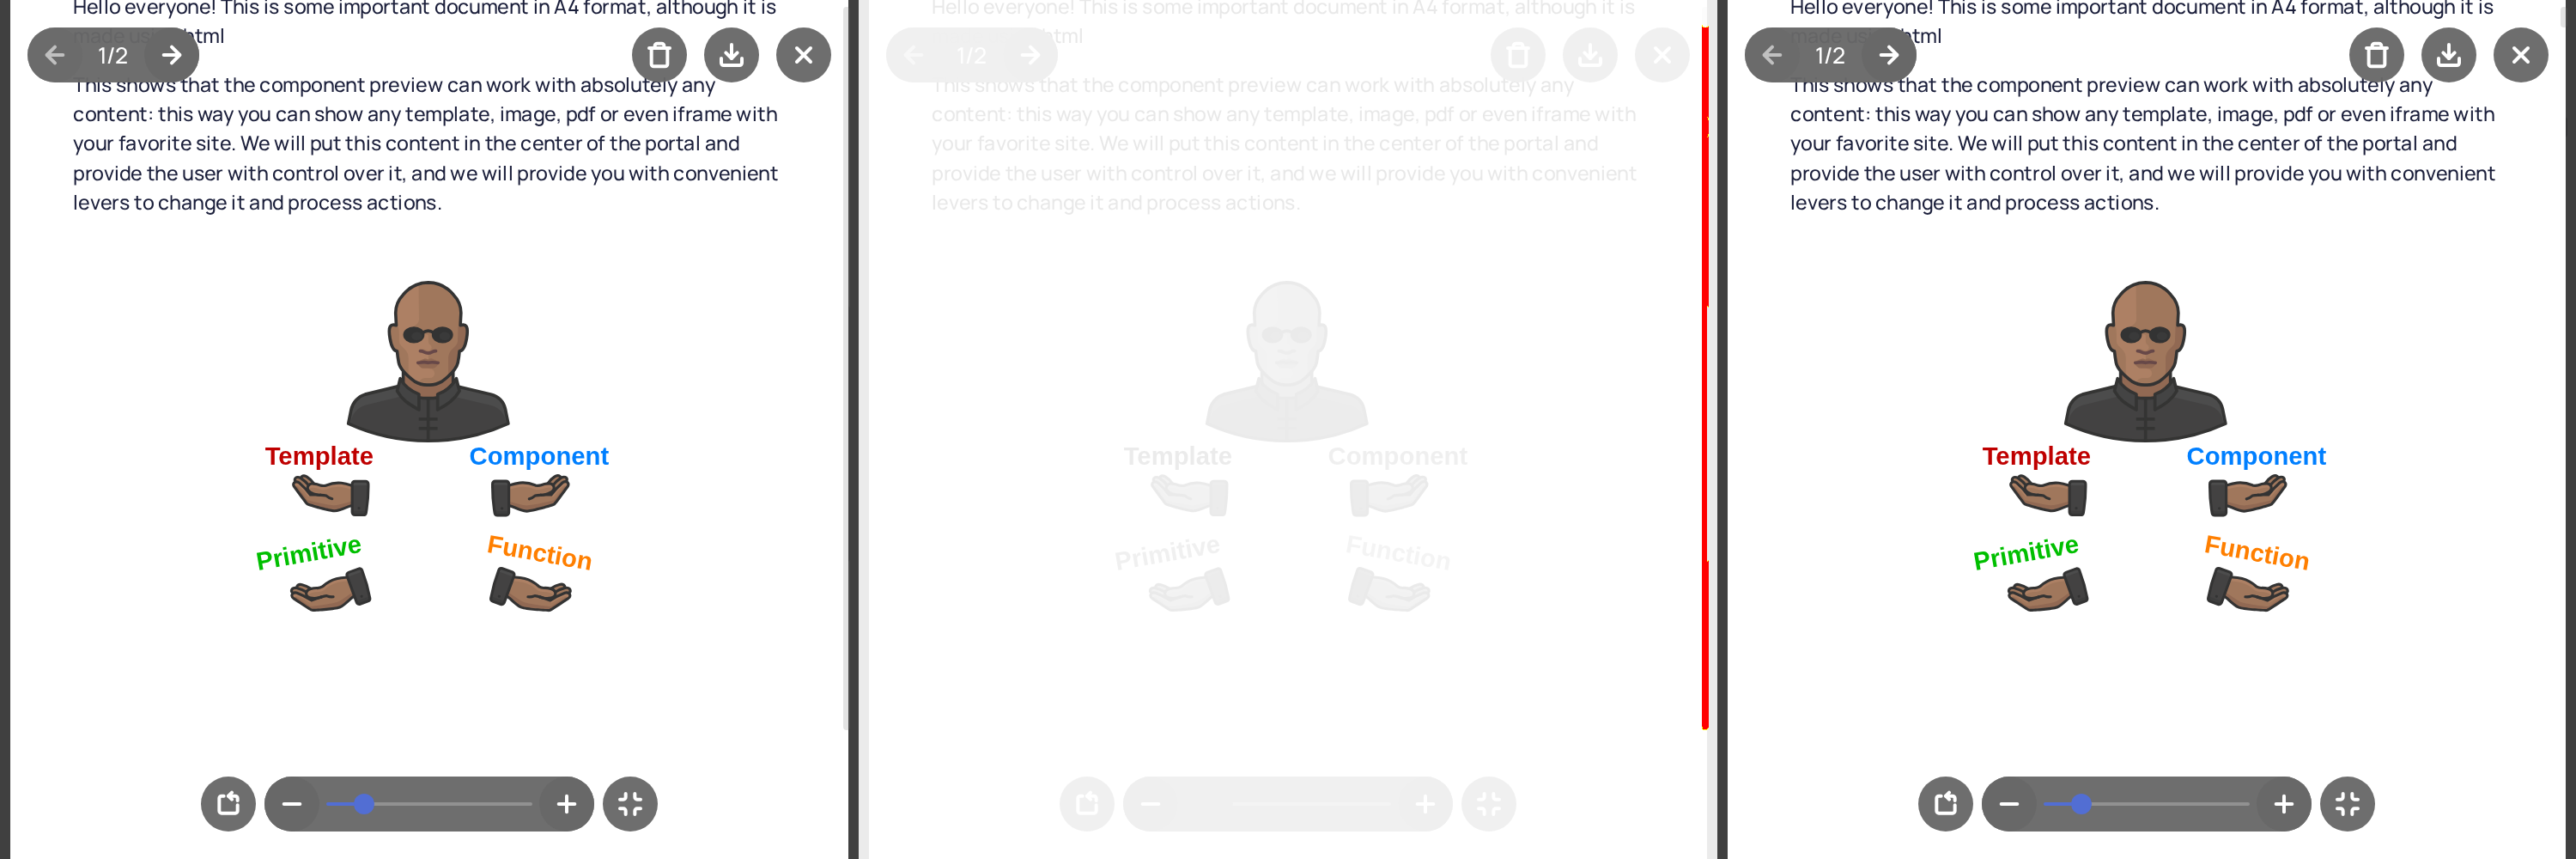 Hello everyone! This is some important document in A4 format, although it is
made using html
1/2
This shows that the component preview can work with absolutely any
content: this way you can show any template, image, pdf or even iframe with
your favorite site. We will put this content in the center of the portal and
provide the user with control over it, and we will provide you with convenient
levers to change it and process actions.
Template
Component
Primitive
Function
Hello everyone! This is some important document in A4 format, although it is
html
1/2
This shows that the component preview can work with absolutely any
content: this way you can show any template, image, pdf or even iframe with
your favorite site. We will put this content in the center of the portal and
provide the user with control over it, and we will provide you with convenient
levers to change it and process actions.
Template
Component
Primitive
Function
Hello everyone! This is some important document in A4 format, although it is
made using html
1/2
This shows that the component preview can work with absolutely any
content: this way you can show any template, image, pdf or even iframe with
your favorite site. We will put this content in the center of the portal and
provide the user with control over it, and we will provide you with convenient
levers to change it and process actions.
Template
Component
Primitive
Function